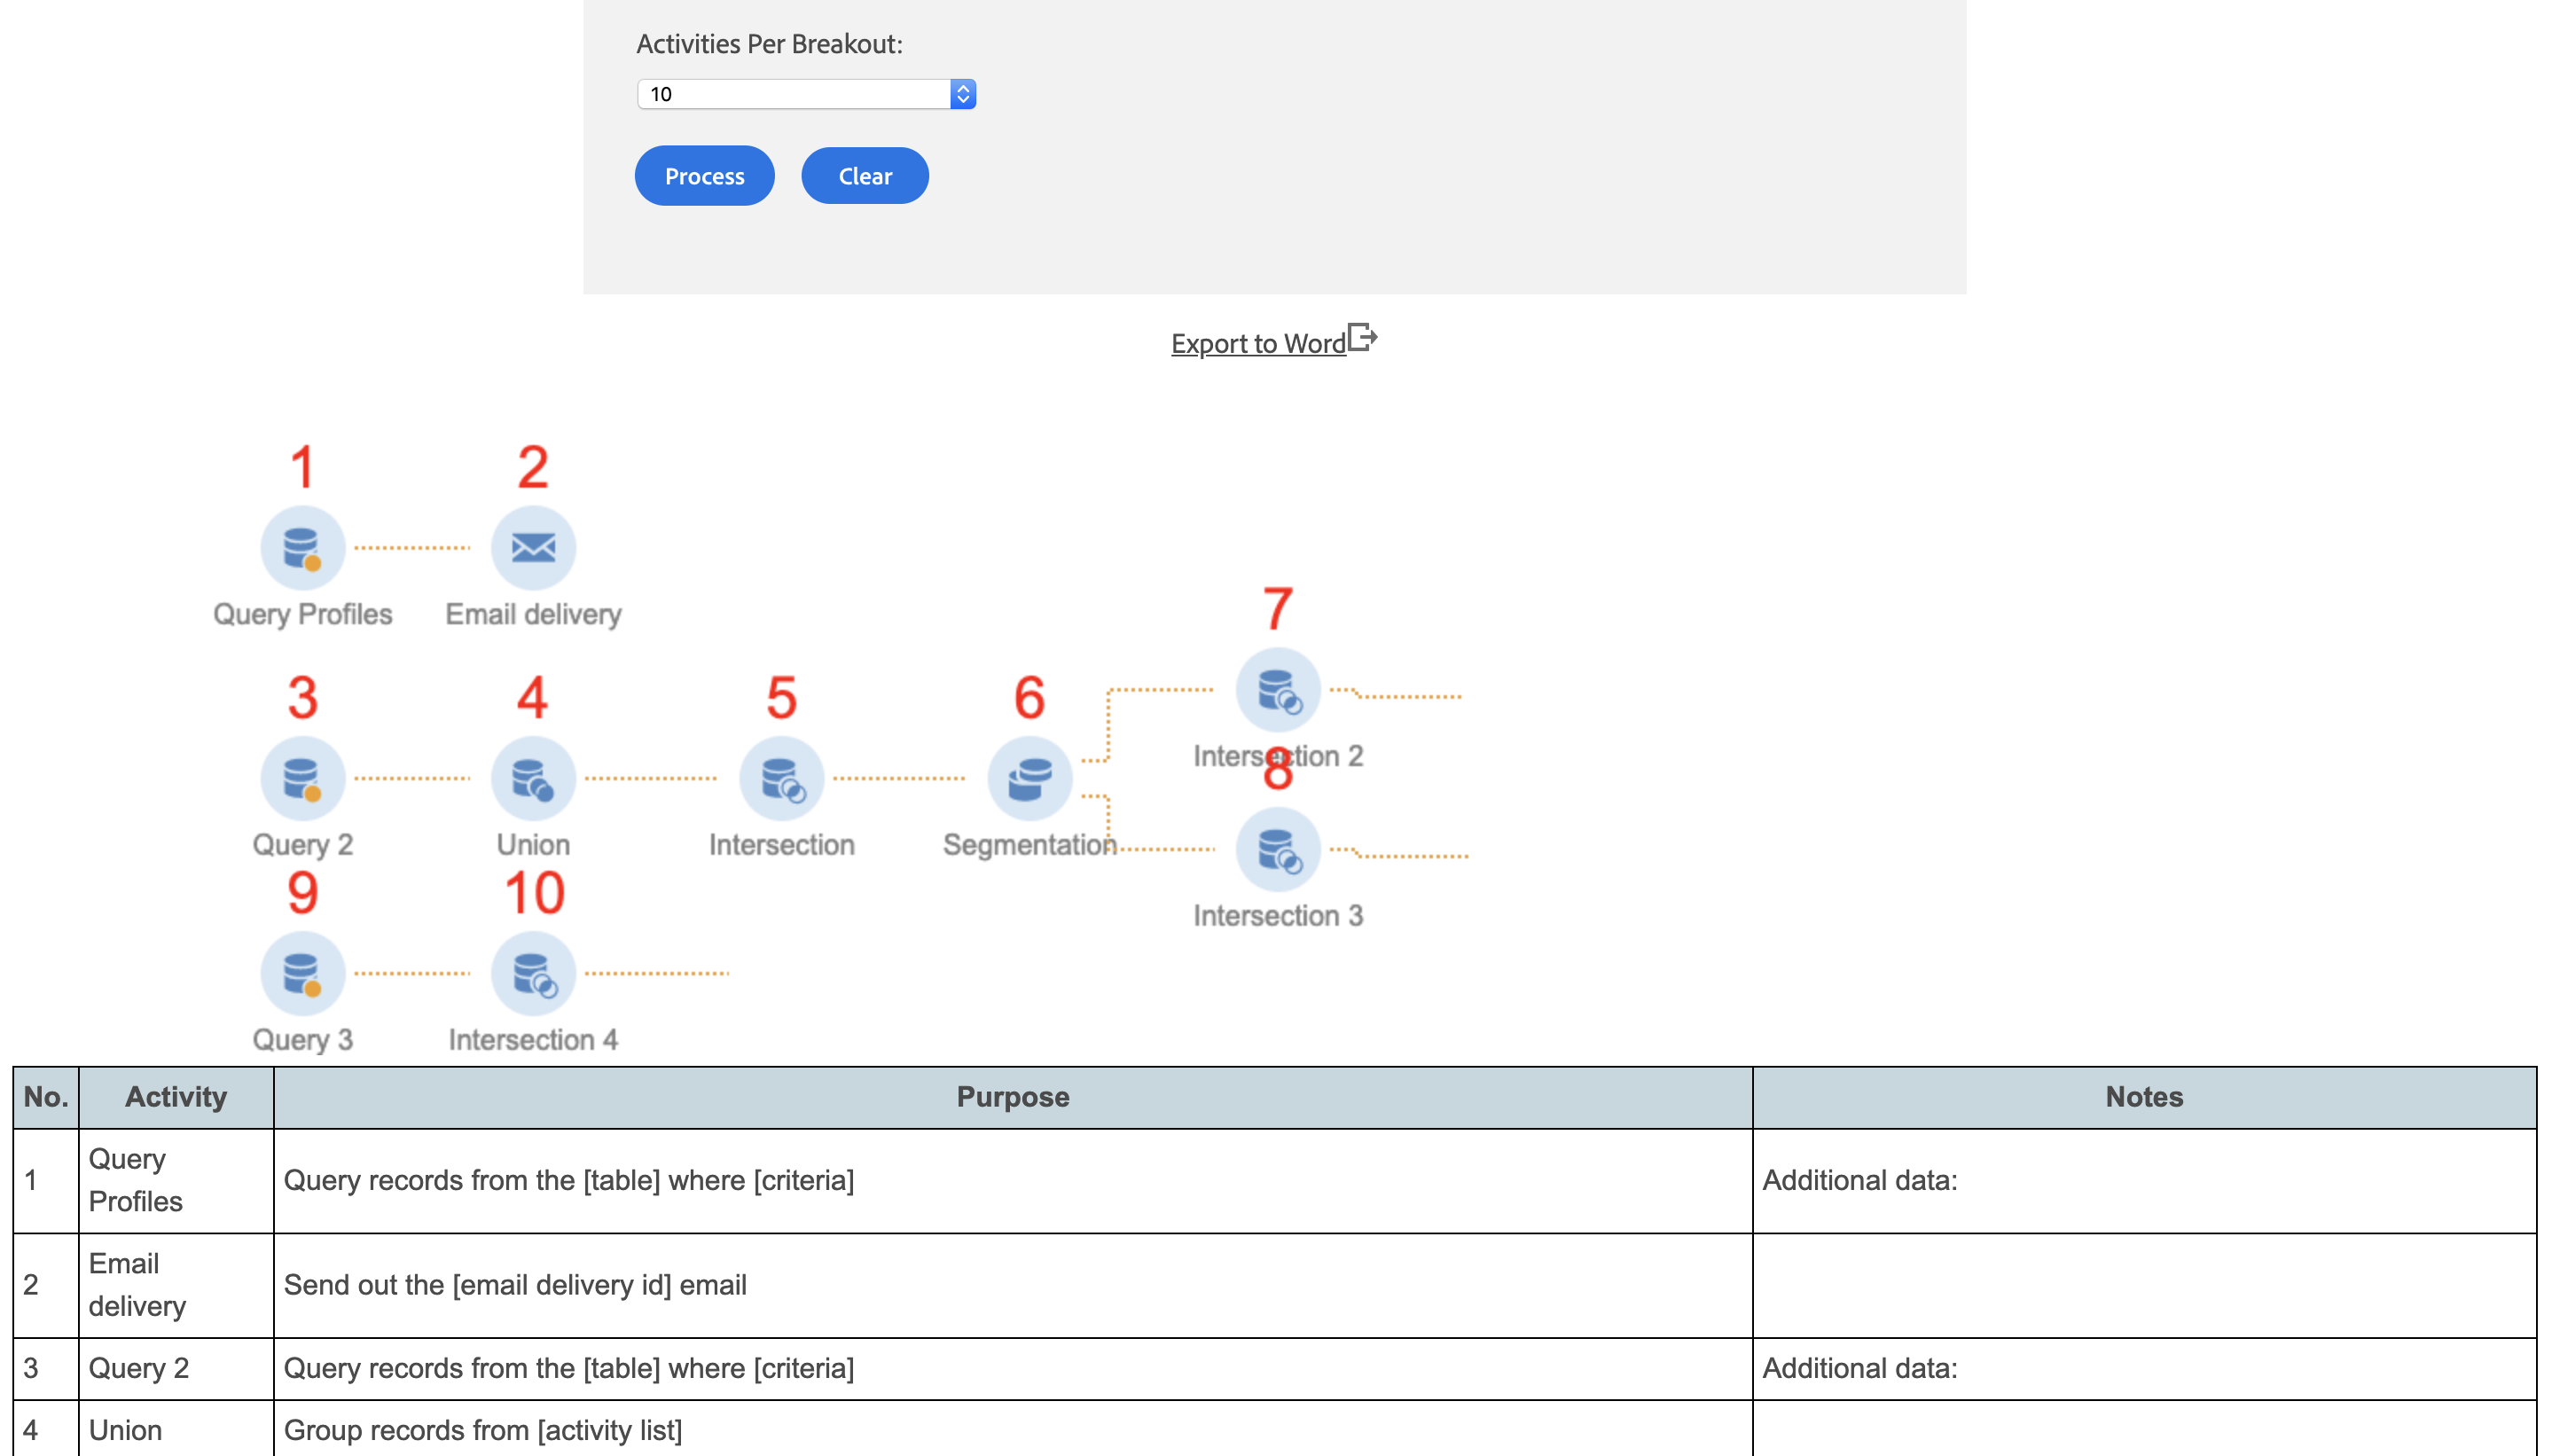 Activities Per Breakout:
10
Process Clear
Export to Word
1 2
Query Profiles Email delivery
7
3 4 5 6
Intersection 2
8
Query 2 Union Intersection Segmentation
9 10
Intersection 3
Query 3 Intersection 4
No. Activity Purpose Notes
1 Query Profiles Query records from the [table] where [criteria] Additional data:
2 Email delivery Send out the [email delivery id] email
3 Query 2 Query records from the [table] where [criteria] Additional data:
4 Union Group records from [activity list]